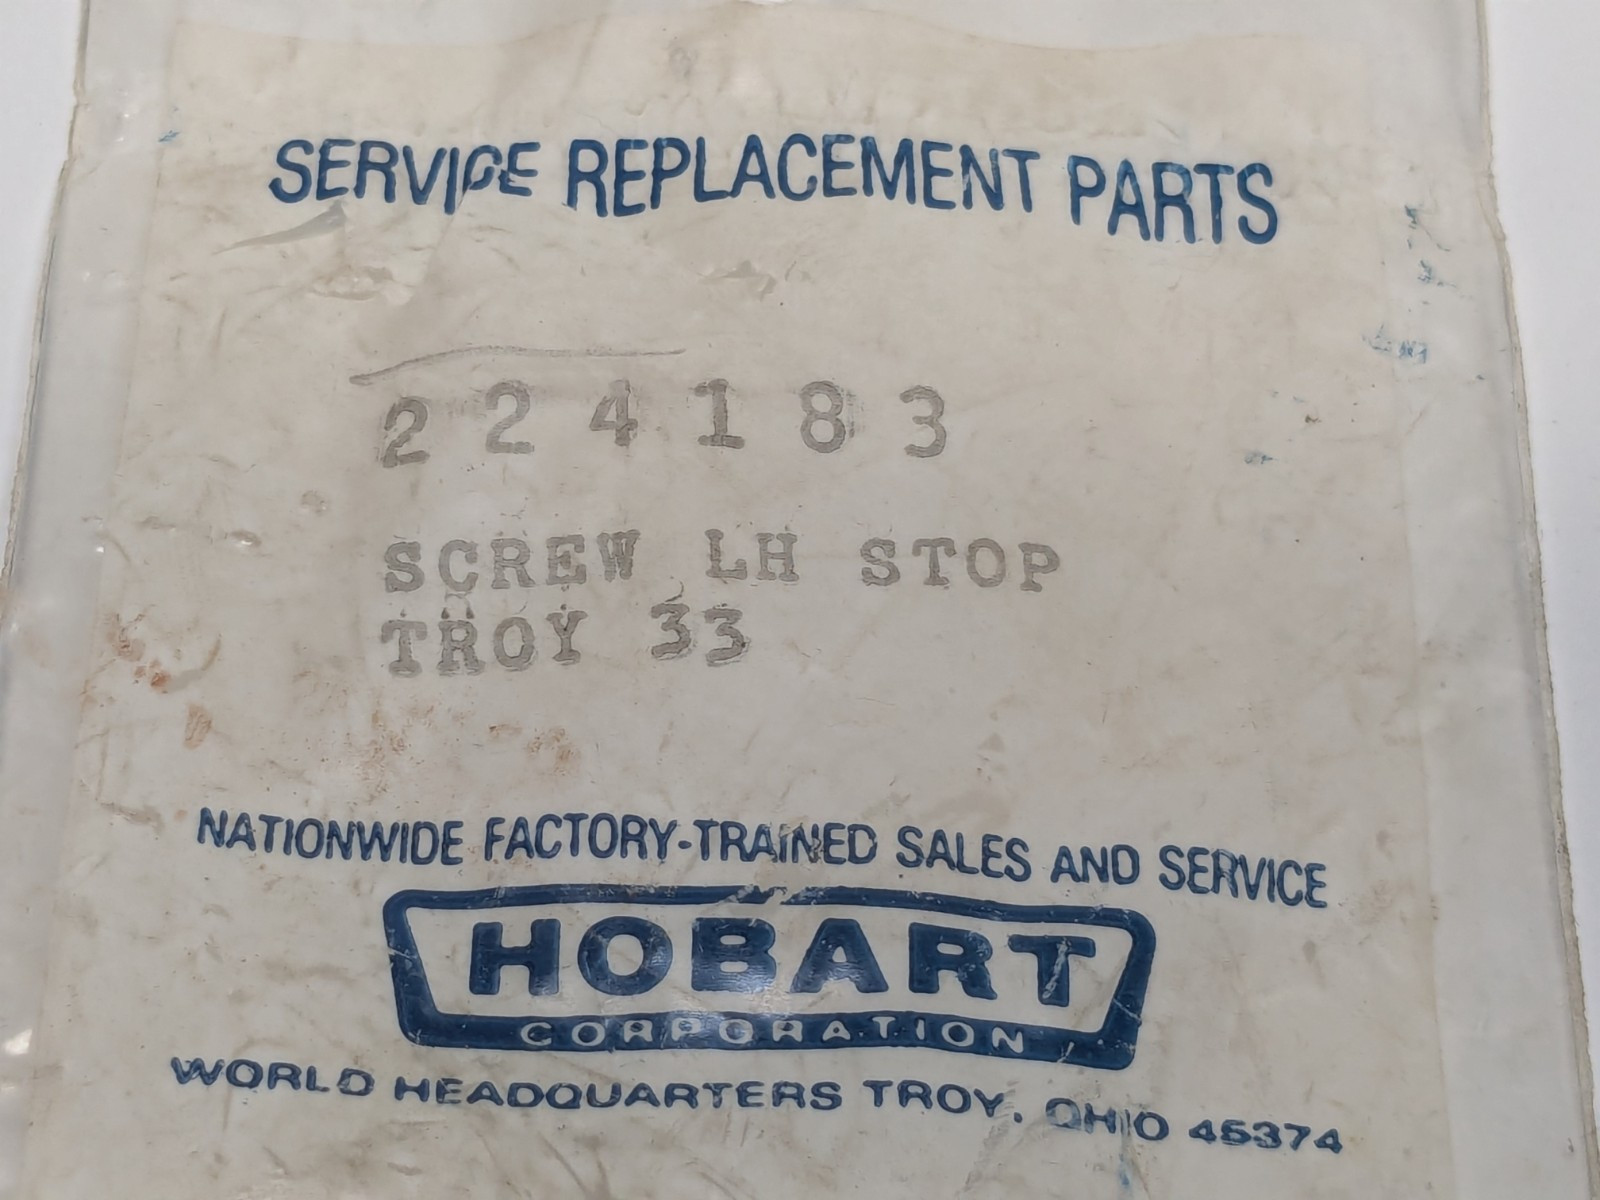 SERVICE REPLACEMENT PARTS
224183
SCREW LH STOP
TROY 33
NATIONWIDE FACTORY-TRAINED SALES AND SERVICE
HOBART
CORPORATION
WORLD HEADQUARTERS TROY, OHIO 45374